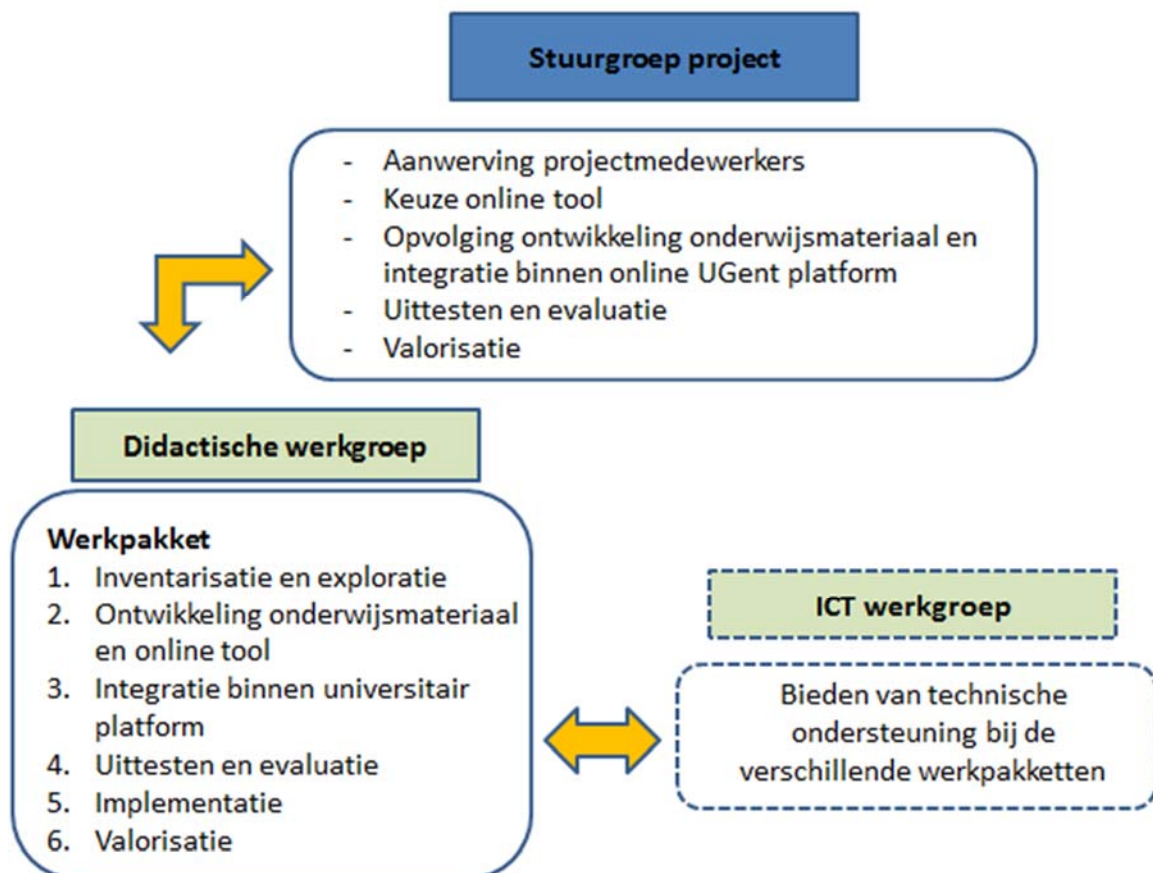 Stuurgroep project
- Aanwerving projectmedewerkers
- Keuze online tool
- Opvolging ontwikkeling onderwijsmateriaal en
integratie binnen online UGent platform
- Uittesten en evaluatie
- Valorisatie
Didactische werkgroep
Werkpakket
1. Inventarisatie en exploratie
2. Ontwikkeling onderwijsmateriaal
en online tool
3. Integratie binnen universitair
platform
4. Uittesten en evaluatie
5. Implementatie
6. Valorisatie
ICT werkgroep
Bieden van technische
ondersteuning bij de
verschillende werkpakketten